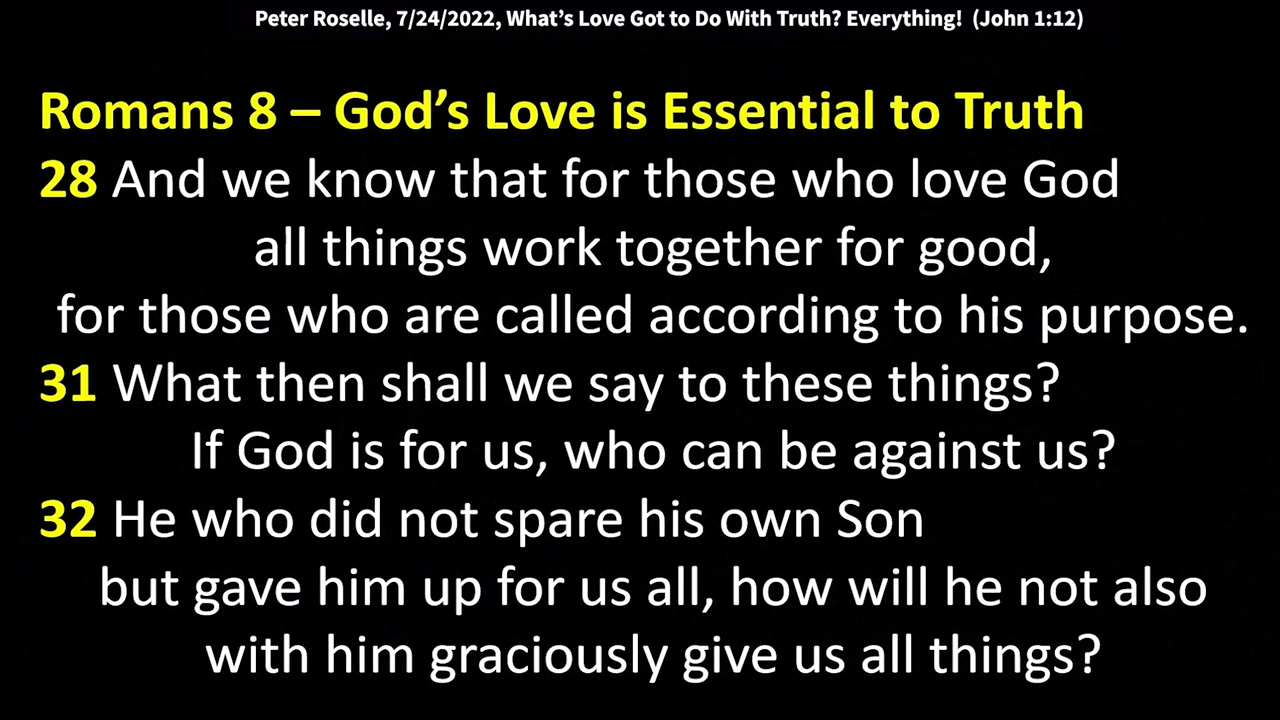 Peter Roselle, 7/24/2022, What’s Love Got to Do With Truth? Everything!  (John 1:12)
Romans 8 – God’s Love is Essential to Truth
28 And we know that for those who love God
all things work together for good,
for those who are called according to his purpose.
31 What then shall we say to these things?
If God is for us, who can be against us?
32 He who did not spare his own Son
but gave him up for us all, how will he not also
with him graciously give us all things?